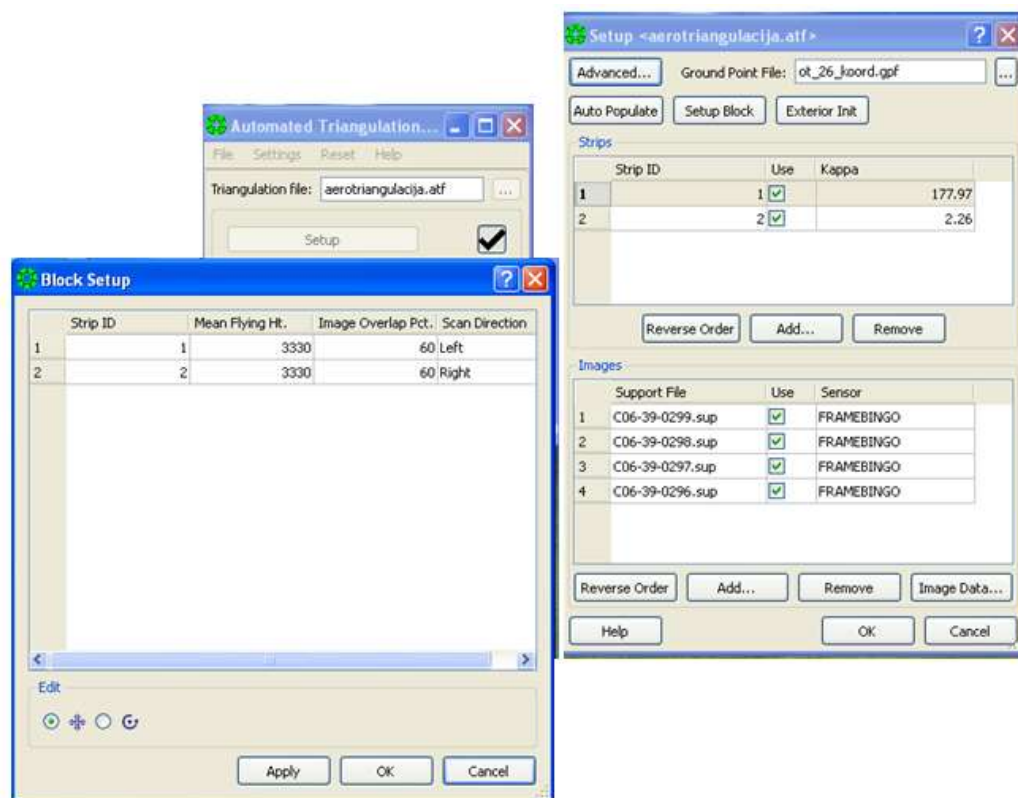 Automated Triangulation...
File Settings Reset Help
Triangulation file: aerotriangulacija.atf ...
Setup
Block Setup
Strip ID Mean Flying Ht. Image Overlap Pct. Scan Direction
1 1 3330 60 Left
2 2 3330 60 Right
Edit
Apply OK Cancel
Setup <aerotriangulacija.atf>
Advanced... Ground Point File: ot_26_koord.gpf ...
Auto Populate Setup Block Exterior Init
Strips
Strip ID Use Kappa
1 1 177.97
2 2 2.26
Reverse Order Add... Remove
Images
Support File Use Sensor
1 C06-39-0299.sup FRAMEBINGO
2 C06-39-0298.sup FRAMEBINGO
3 C06-39-0297.sup FRAMEBINGO
4 C06-39-0296.sup FRAMEBINGO
Reverse Order Add... Remove Image Data...
Help OK Cancel